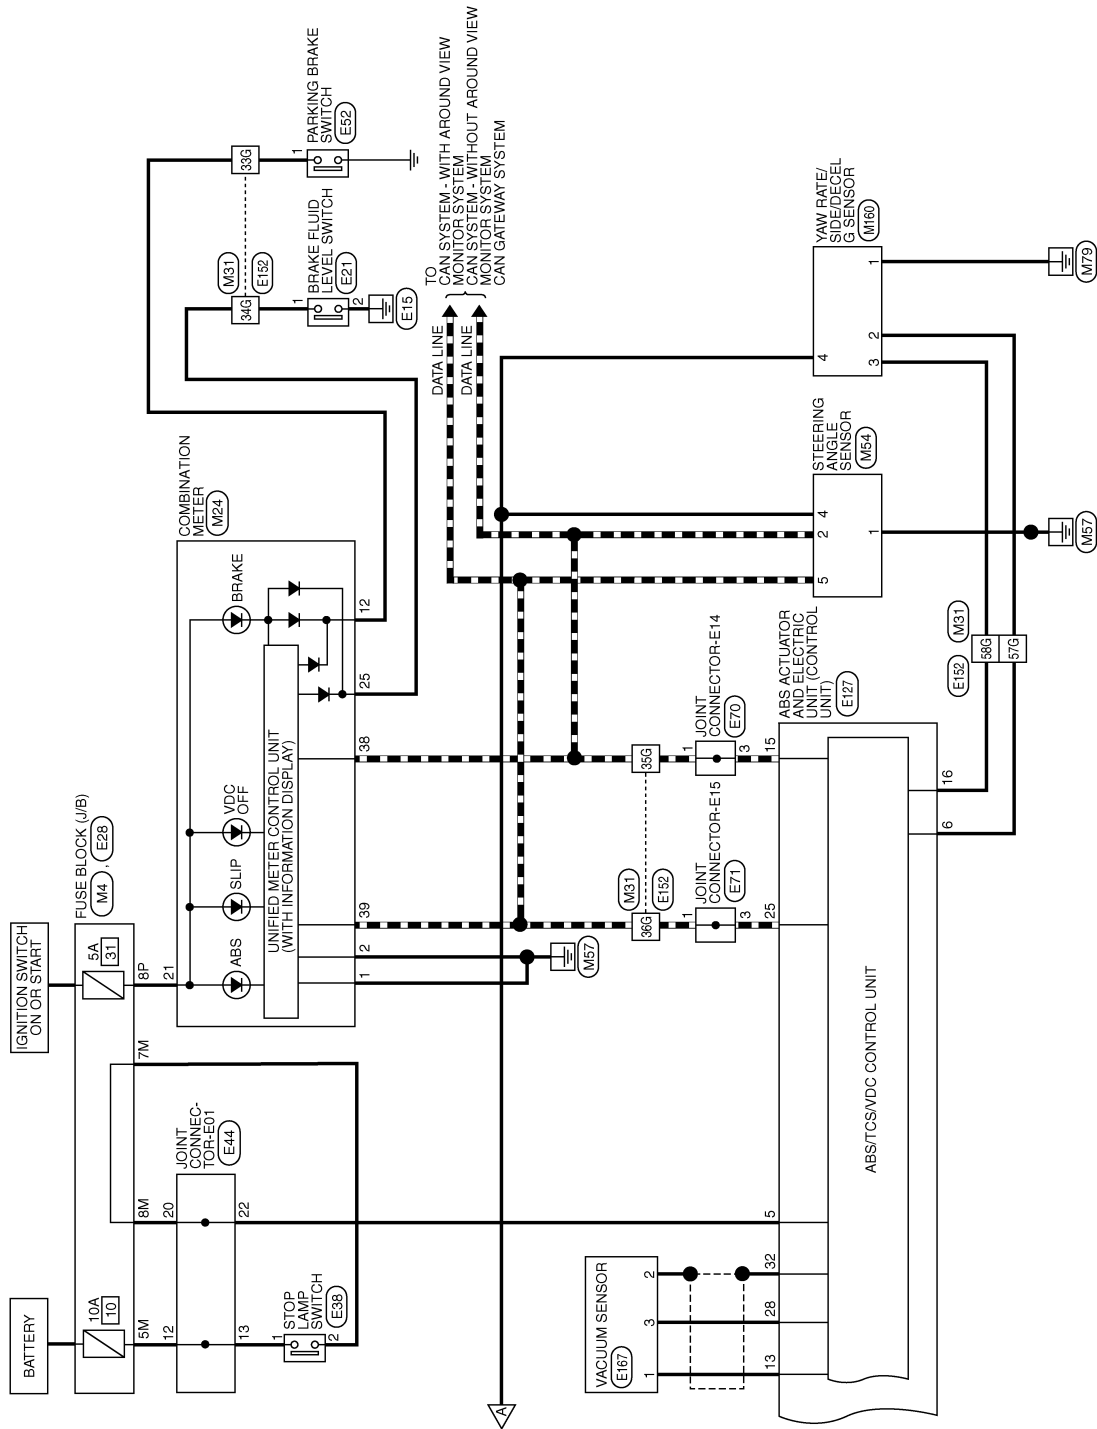 BATTERY
IGNITION SWITCH
ON OR START
FUSE BLOCK (J/B)
M4 , E28
10A
10
5A
31
5M
8M
7M
8P
12
20
21
JOINT
CONNEC-
TOR-E01
E44
13
22
1
STOP
LAMP
SWITCH
E38
2
COMBINATION
METER
M24
ABS
SLIP
VDC
OFF
BRAKE
UNIFIED METER CONTROL UNIT
(WITH INFORMATION DISPLAY)
1
2
39
38
25
12
M57
M31
E152
34G
33G
1
BRAKE FLUID
LEVEL SWITCH
E21
2
E15
1
PARKING BRAKE
SWITCH
E52
DATA LINE
DATA LINE
TO
CAN SYSTEM - WITH AROUND VIEW
MONITOR SYSTEM
CAN SYSTEM - WITHOUT AROUND VIEW
MONITOR SYSTEM
CAN GATEWAY SYSTEM
A
VACUUM SENSOR
E167
1
3
2
13
28
32
5
M31
E152
36G
35G
1
JOINT
CONNECTOR-E15
E71
3
25
1
JOINT
CONNECTOR-E14
E70
3
15
ABS ACTUATOR
AND ELECTRIC
UNIT (CONTROL
UNIT)
E127
ABS/TCS/VDC CONTROL UNIT
6
16
STEERING
ANGLE
SENSOR
M54
5
2
4
1
YAW RATE/
SIDE/DECEL
G SENSOR
M160
4
3
2
1
E152
M31
58G
57G
M57
M79